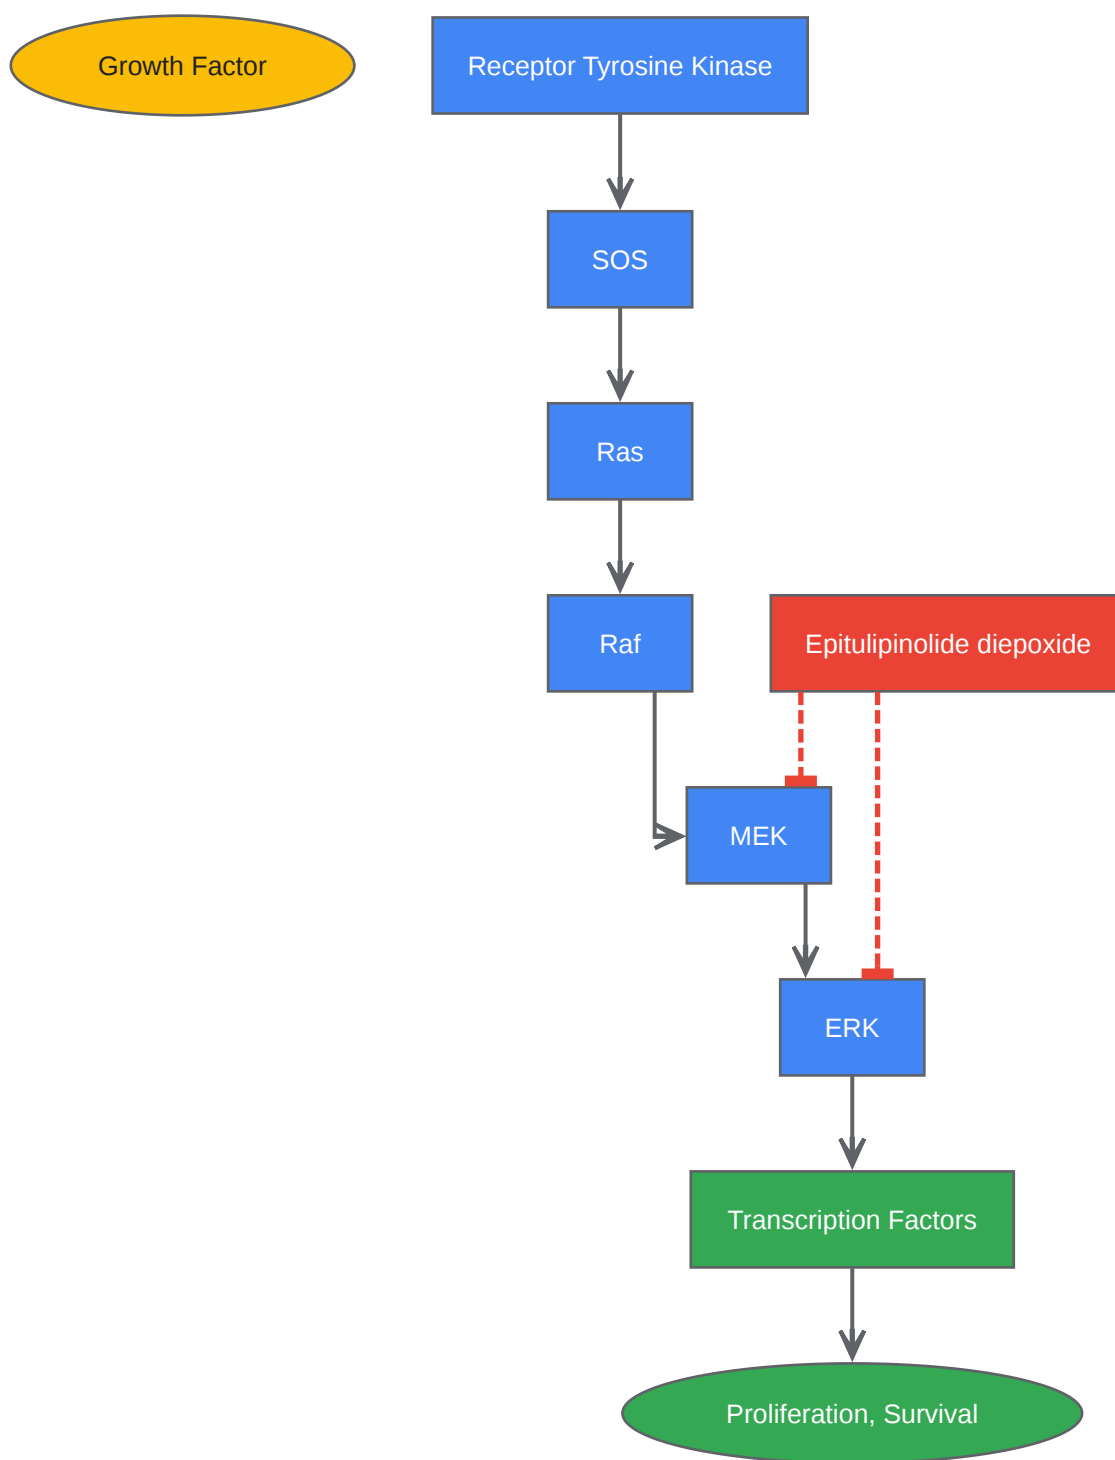 Growth Factor
Receptor Tyrosine Kinase
SOS
Ras
Raf
Epitulipinolide diepoxide
MEK
ERK
Transcription Factors
Proliferation, Survival